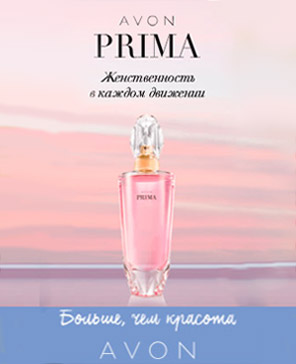 AVON
PRIMA
Женственность
в каждом движении
PRIMA
Больше, чем красота
AVON